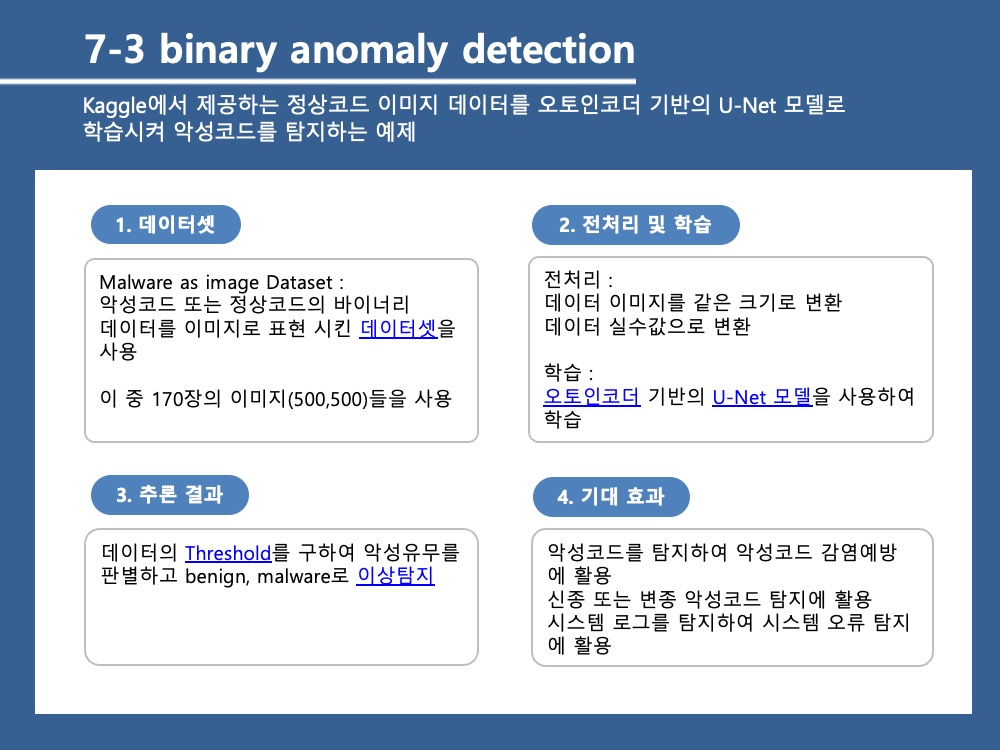 7-3 binary anomaly detection
Kaggle에서 제공하는 정상코드 이미지 데이터를 오토인코더 기반의 U-Net 모델로
학습시켜 악성코드를 탐지하는 예제
1. 데이터셋
Malware as image Dataset :
악성코드 또는 정상코드의 바이너리
데이터를 이미지로 표현 시킨 데이터셋을
사용
이 중 170장의 이미지(500,500)들을 사용
2. 전처리 및 학습
전처리 :
데이터 이미지를 같은 크기로 변환
데이터 실수값으로 변환
학습 :
오토인코더 기반의 U-Net 모델을 사용하여
학습
3. 추론 결과
데이터의 Threshold를 구하여 악성유무를
판별하고 benign, malware로 이상탐지
4. 기대 효과
악성코드를 탐지하여 악성코드 감염예방
에 활용
신종 또는 변종 악성코드 탐지에 활용
시스템 로그를 탐지하여 시스템 오류 탐지
에 활용